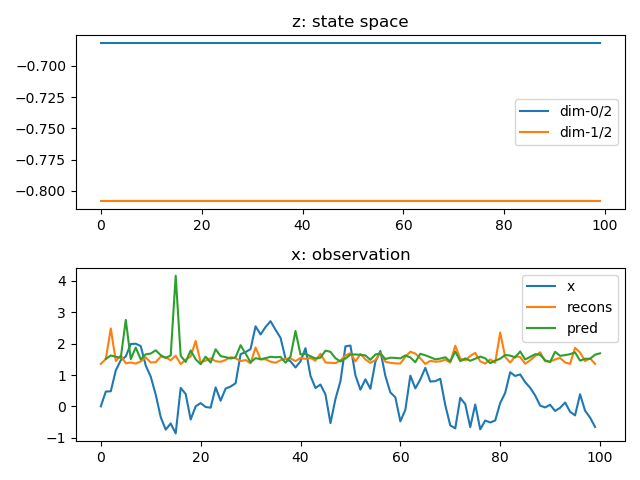 z: state space
−0.700
−0.725
−0.750
−0.775
−0.800
dim-0/2
dim-1/2
0 20 40 60 80 100
x: observation
4
3
2
1
0
−1
x
recons
pred
0 20 40 60 80 100